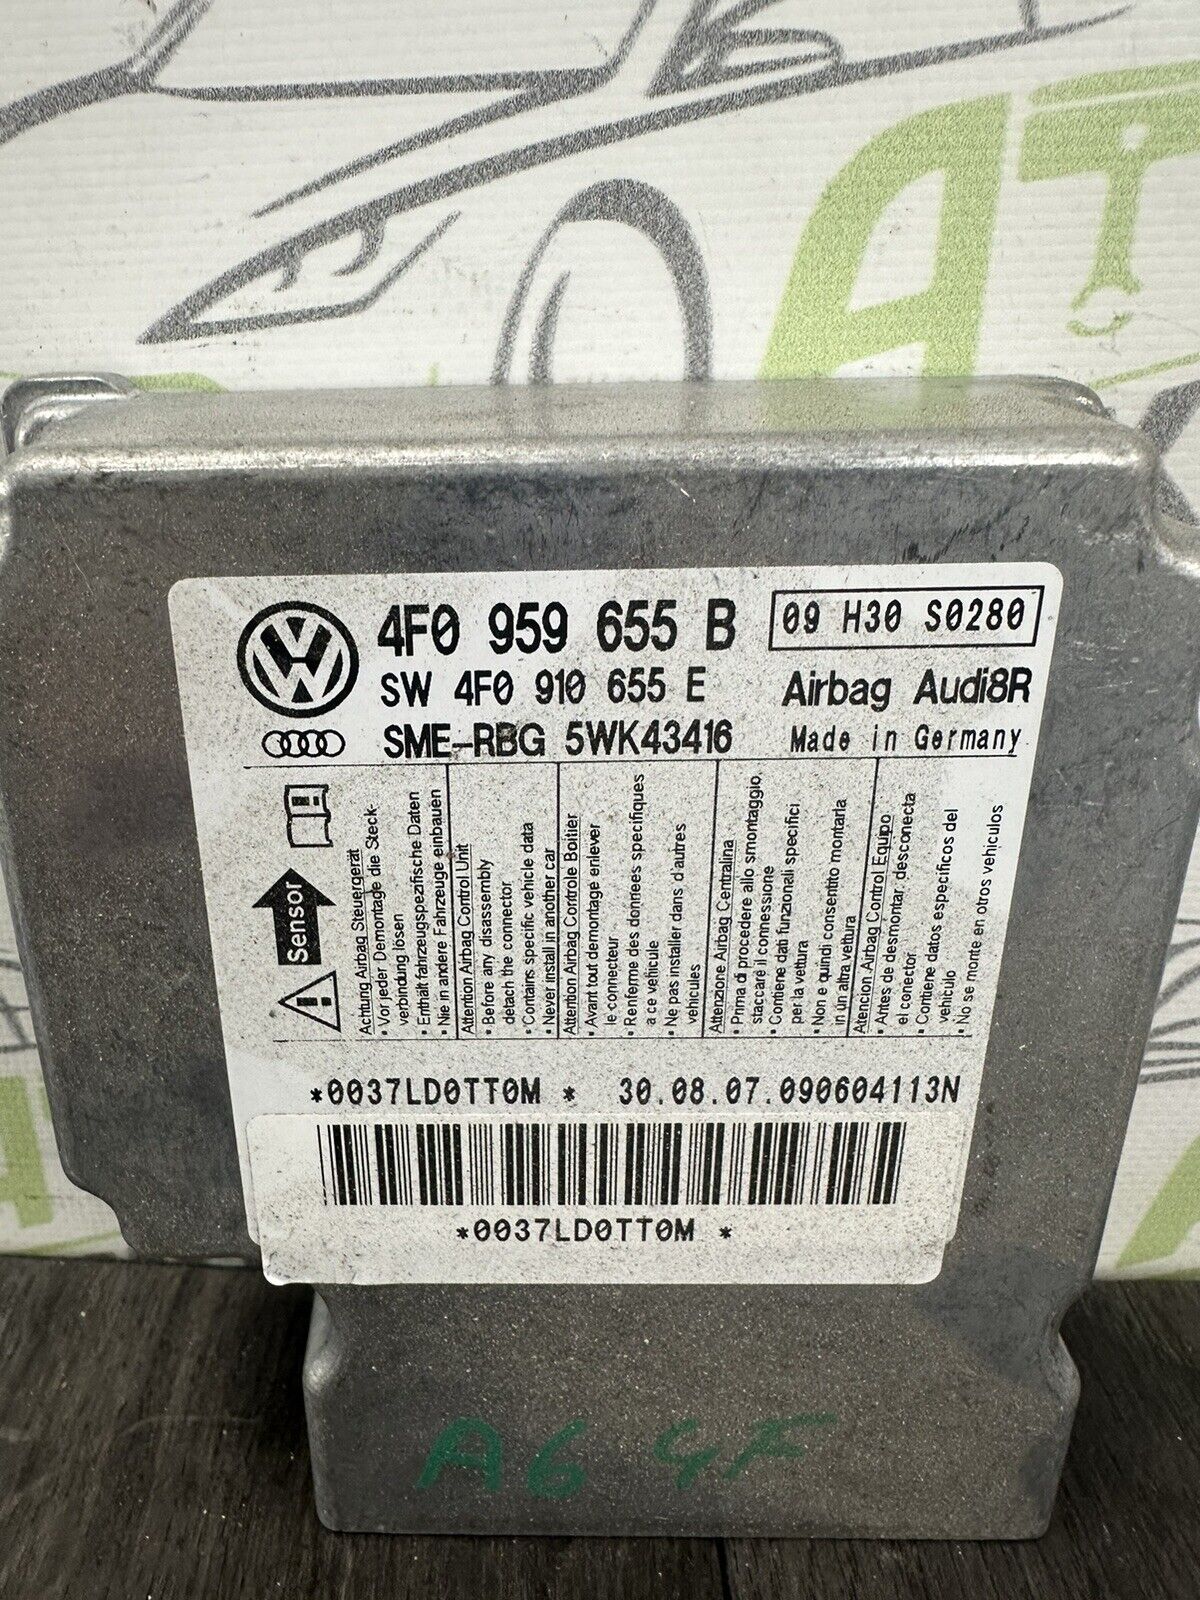 AT
4F0 959 655 B
09 H30 S0280
SW 4F0 910 655 E
Airbag Audi8R
SME-RBG 5WK43416
Made in Germany
Sensor
Achtung Airbag Steuergerät
• Vor jeder Demontage die Steck-
verbindung lösen
• Enthält fahrzeugspezifische Daten
• Nie in andere Fahrzeuge einbauen
Attention Airbag Control Unit
• Before any disassembly
detach the connector
• Contains specific vehicle data
• Never install in another car
Attention Airbag Controle Boitier
• Avant tout demontage enlever
le connecteur
• Renferme des donnees specifiques
a ce vehicule
• Ne pas installer dans d'autres
vehicules
Attenzione Airbag Centralina
• Prima di procedere allo smontaggio,
staccare il connessione
• Contiene dati funzionali specifici
per la vettura
• Non e quindi consentito montarla
in un altra vettura
Atencion Airbag Control Equipo
• Antes de desmontar, desconecta
el conector
• Contiene datos especificos del
vehiculo
• No se monte en otros vehiculos
*0037LD0TT0M * 30.08.07.090604113N
*0037LD0TT0M *
A6 4F